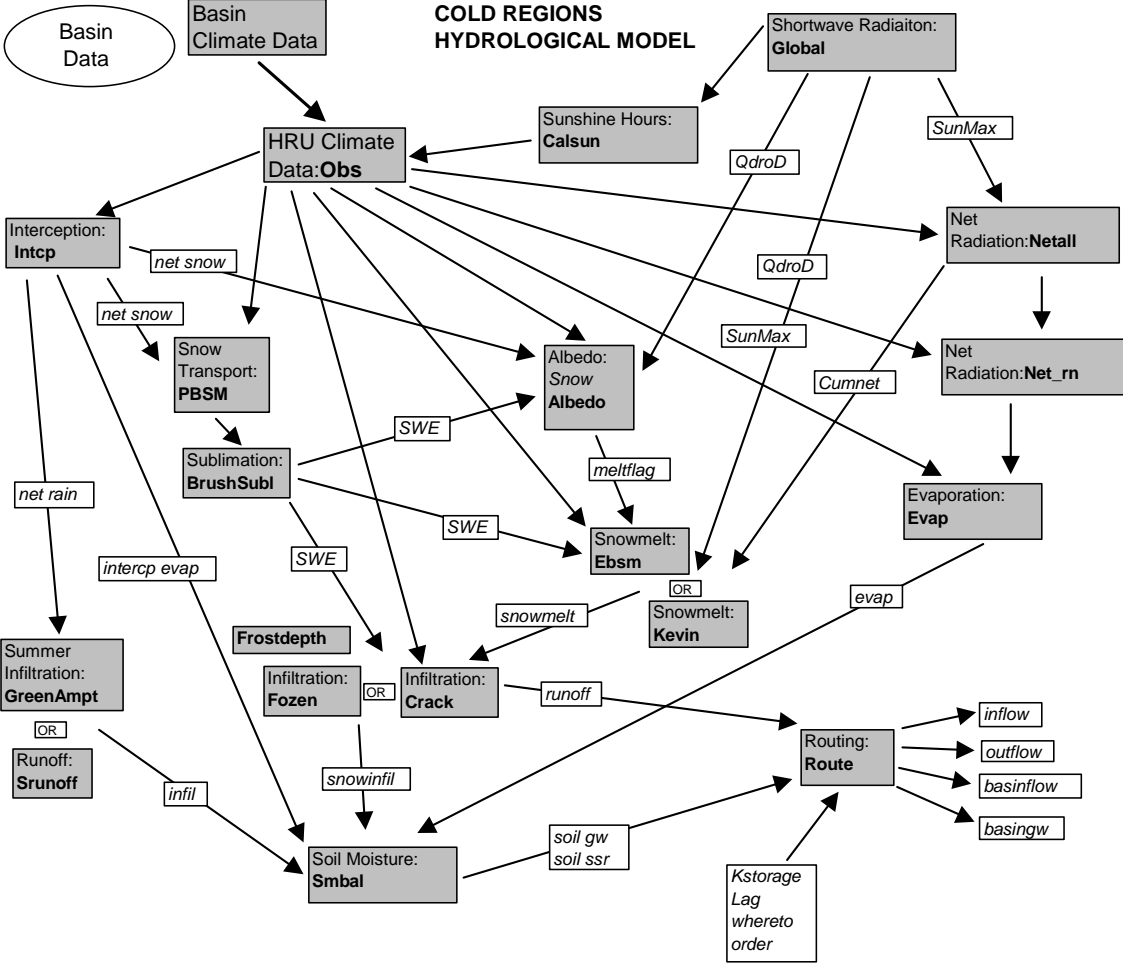 Basin
Data
Basin
Climate Data
COLD REGIONS
HYDROLOGICAL MODEL
Shortwave Radiaiton:
Global
Sunshine Hours:
Calsun
SunMax
HRU Climate
Data:Obs
QdroD
Interception:
Intcp
net snow
QdroD
Net
Radiation:Netall
net snow
SunMax
Snow
Transport:
PBSM
Albedo:
Snow
Albedo
Cumnet
Net
Radiation:Net_rn
SWE
Sublimation:
BrushSubl
meltflag
net rain
SWE
Evaporation:
Evap
Snowmelt:
Ebsm
SWE
intercp evap
OR
evap
snowmelt
Snowmelt:
Kevin
Frostdepth
Summer
Infiltration:
GreenAmpt
Infiltration:
Fozen
OR
Infiltration:
Crack
runoff
OR
Runoff:
Srunoff
snowinfil
infil
Routing:
Route
inflow
outflow
basinflow
basingw
soil gw
soil ssr
Soil Moisture:
Smbal
Kstorage
Lag
whereto
order